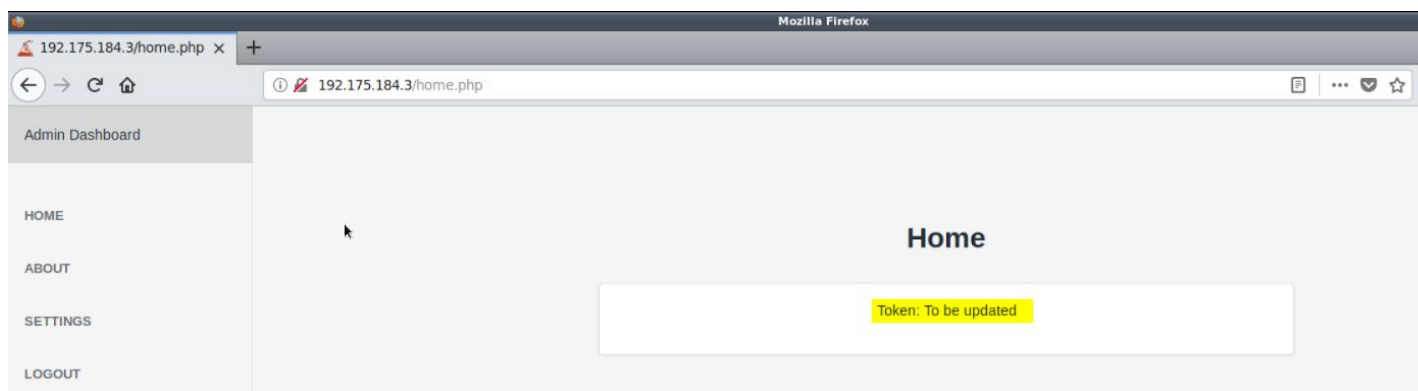 Mozilla Firefox
192.175.184.3/home.php
192.175.184.3/home.php
Admin Dashboard
HOME
ABOUT
SETTINGS
LOGOUT
Home
Token: To be updated